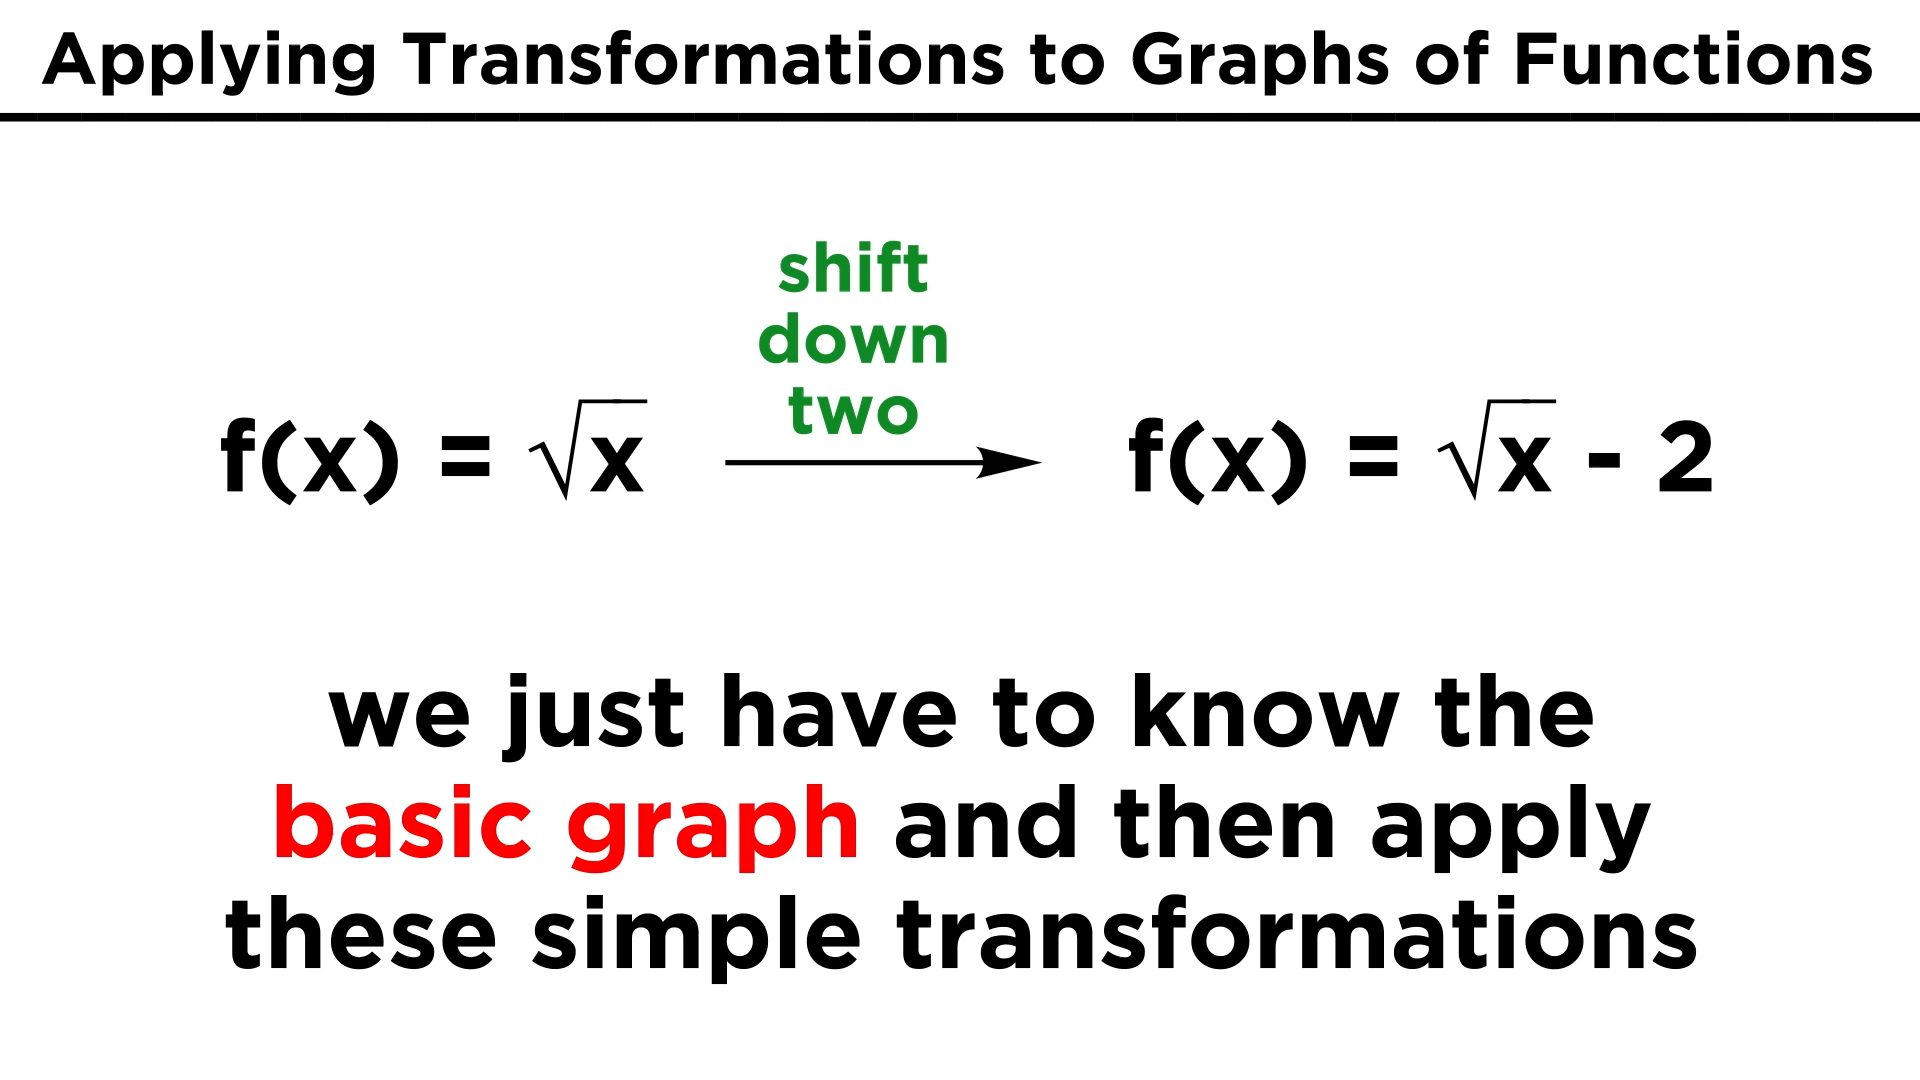 Applying Transformations to Graphs of Functions
shift
down
two
f(x) = √x
f(x) = √x - 2
we just have to know the
basic graph and then apply
these simple transformations